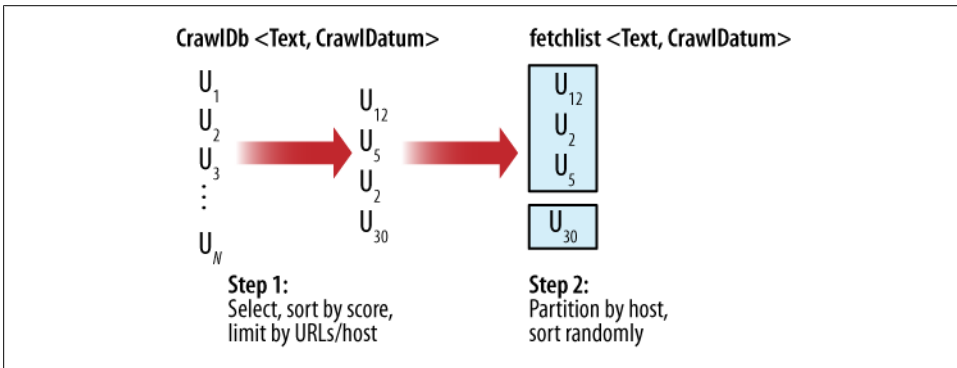 CrawlDb <Text, CrawlDatum>
U1
U2
U3
⋮
UN
U12
U5
U2
U30
Step 1:
Select, sort by score,
limit by URLs/host
fetchlist <Text, CrawlDatum>
U12
U2
U5
U30
Step 2:
Partition by host,
sort randomly